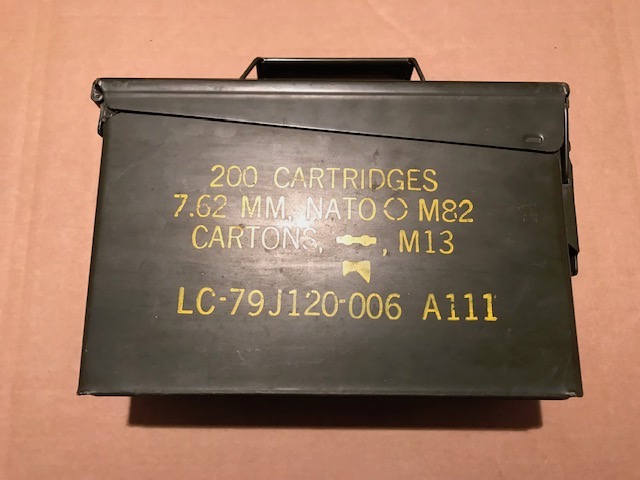 200 CARTRIDGES
7.62 MM, NATO M82
CARTONS, , M13
LC-79J120-006 A111